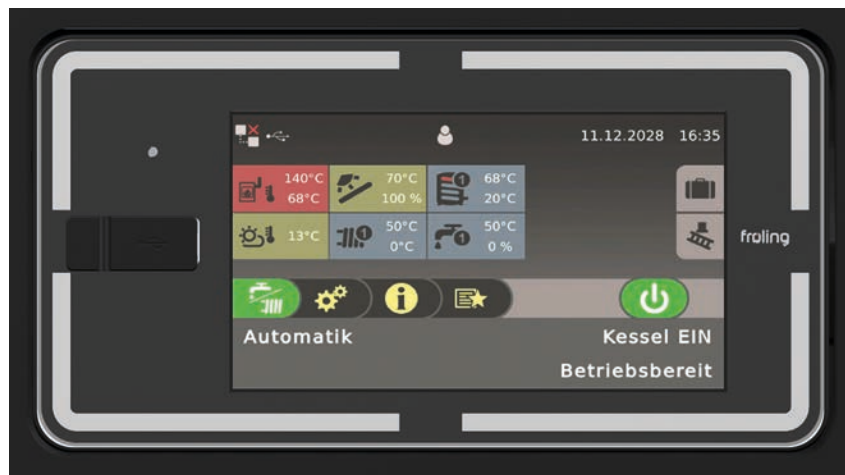 11.12.2028 16:35
140°C 70°C 68°C
68°C 100 % 1 20°C
13°C 50°C 50°C
0°C 0 %
froling
Automatik Kessel EIN
Betriebsbereit